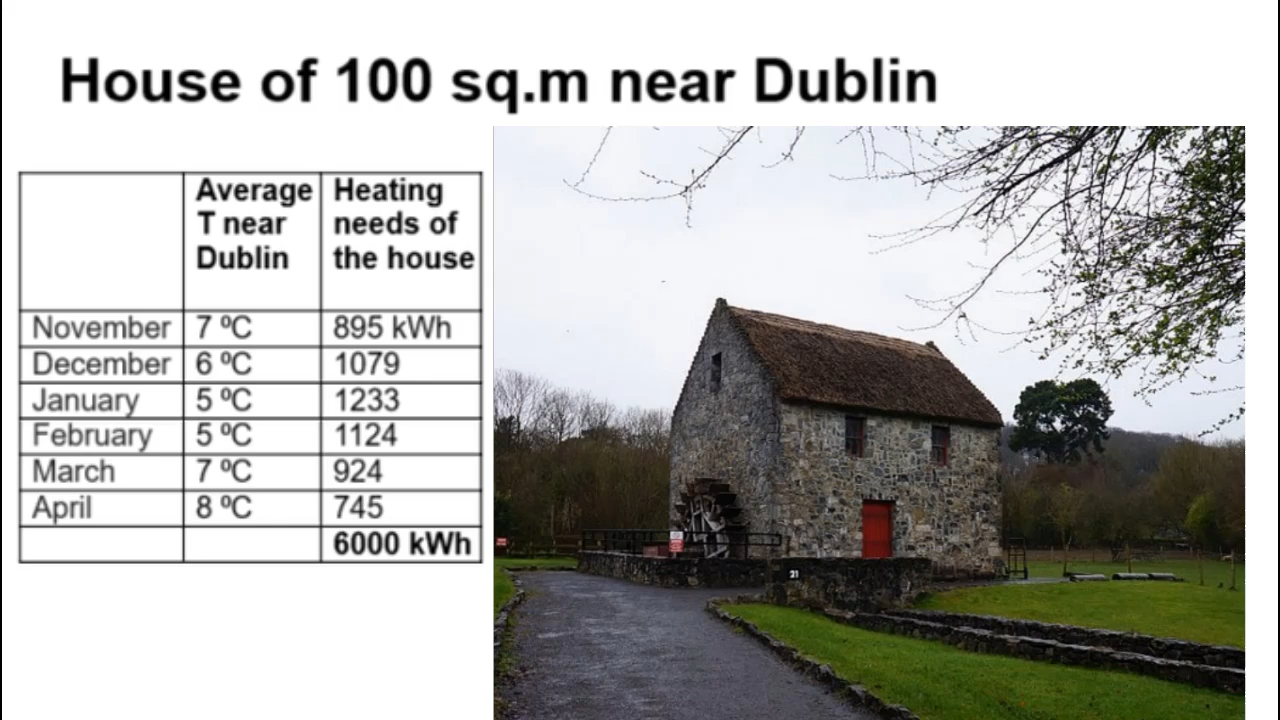 House of 100 sq.m near Dublin
Average T near Dublin | Heating needs of the house
November | 7 ºC | 895 kWh
December | 6 ºC | 1079
January | 5 ºC | 1233
February | 5 ºC | 1124
March | 7 ºC | 924
April | 8 ºC | 745
6000 kWh
21